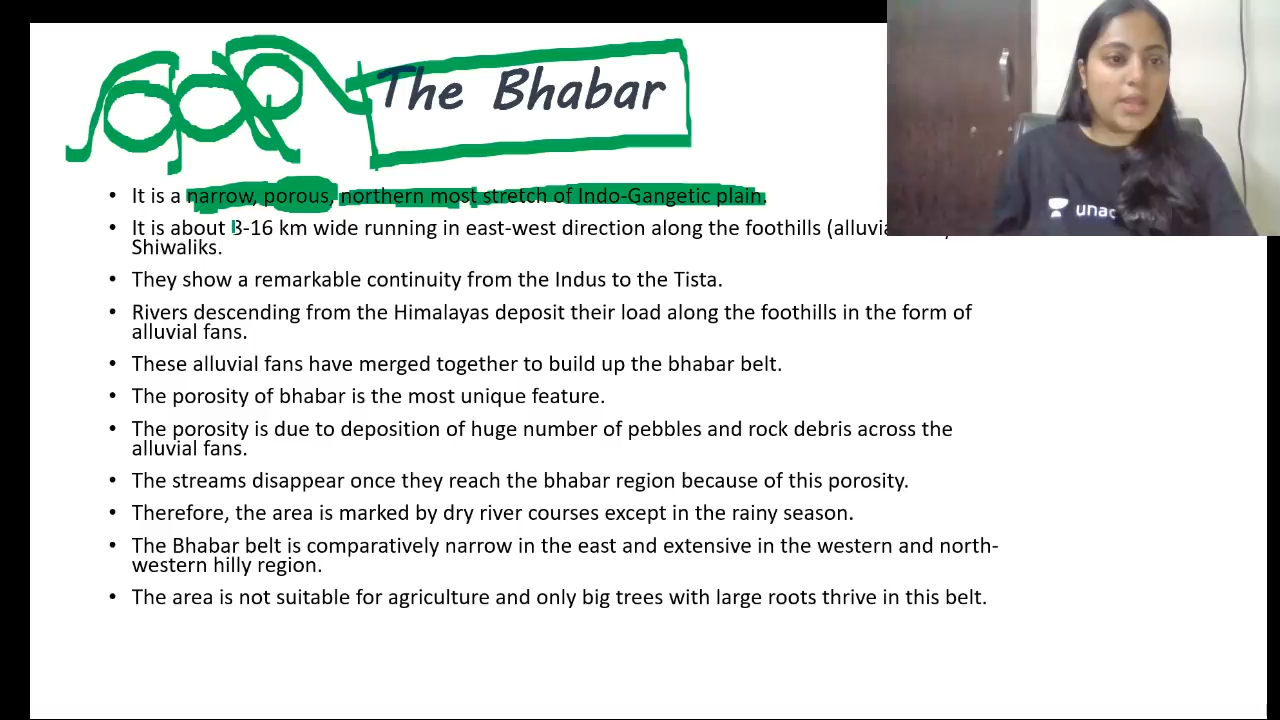 The Bhabar
• It is a narrow, porous, northern most stretch of Indo-Gangetic plain.
• It is about 8-16 km wide running in east-west direction along the foothills
Shiwaliks.
• They show a remarkable continuity from the Indus to the Tista.
• Rivers descending from the Himalayas deposit their load along the foothills in the form of
alluvial fans.
• These alluvial fans have merged together to build up the bhabar belt.
• The porosity of bhabar is the most unique feature.
• The porosity is due to deposition of huge number of pebbles and rock debris across the
alluvial fans.
• The streams disappear once they reach the bhabar region because of this porosity.
• Therefore, the area is marked by dry river courses except in the rainy season.
• The Bhabar belt is comparatively narrow in the east and extensive in the western and north-
western hilly region.
• The area is not suitable for agriculture and only big trees with large roots thrive in this belt.